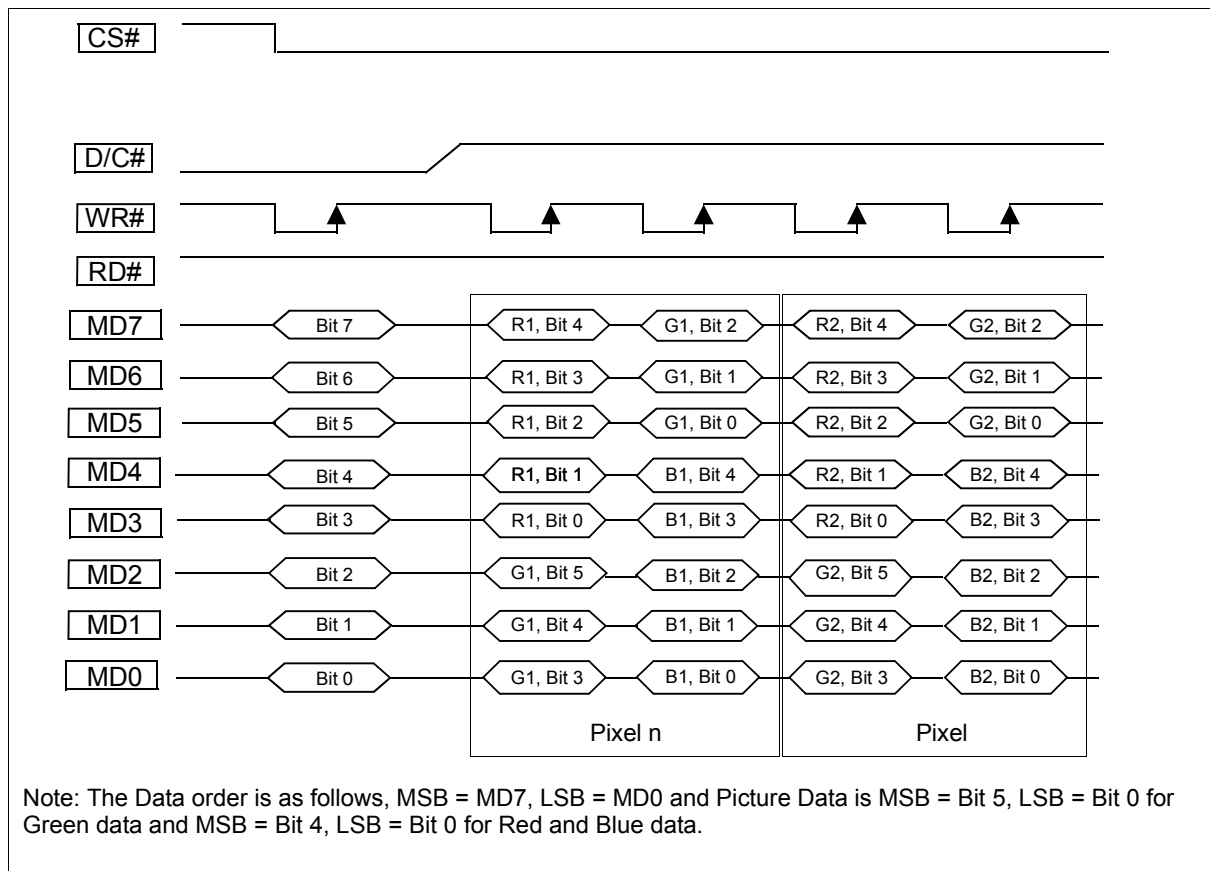 CS#
D/C#
WR#
RD#
MD7 Bit 7 R1, Bit 4 G1, Bit 2 R2, Bit 4 G2, Bit 2
MD6 Bit 6 R1, Bit 3 G1, Bit 1 R2, Bit 3 G2, Bit 1
MD5 Bit 5 R1, Bit 2 G1, Bit 0 R2, Bit 2 G2, Bit 0
MD4 Bit 4 R1, Bit 1 B1, Bit 4 R2, Bit 1 B2, Bit 4
MD3 Bit 3 R1, Bit 0 B1, Bit 3 R2, Bit 0 B2, Bit 3
MD2 Bit 2 G1, Bit 5 B1, Bit 2 G2, Bit 5 B2, Bit 2
MD1 Bit 1 G1, Bit 4 B1, Bit 1 G2, Bit 4 B2, Bit 1
MD0 Bit 0 G1, Bit 3 B1, Bit 0 G2, Bit 3 B2, Bit 0
Pixel n Pixel
Note: The Data order is as follows, MSB = MD7, LSB = MD0 and Picture Data is MSB = Bit 5, LSB = Bit 0 for
Green data and MSB = Bit 4, LSB = Bit 0 for Red and Blue data.